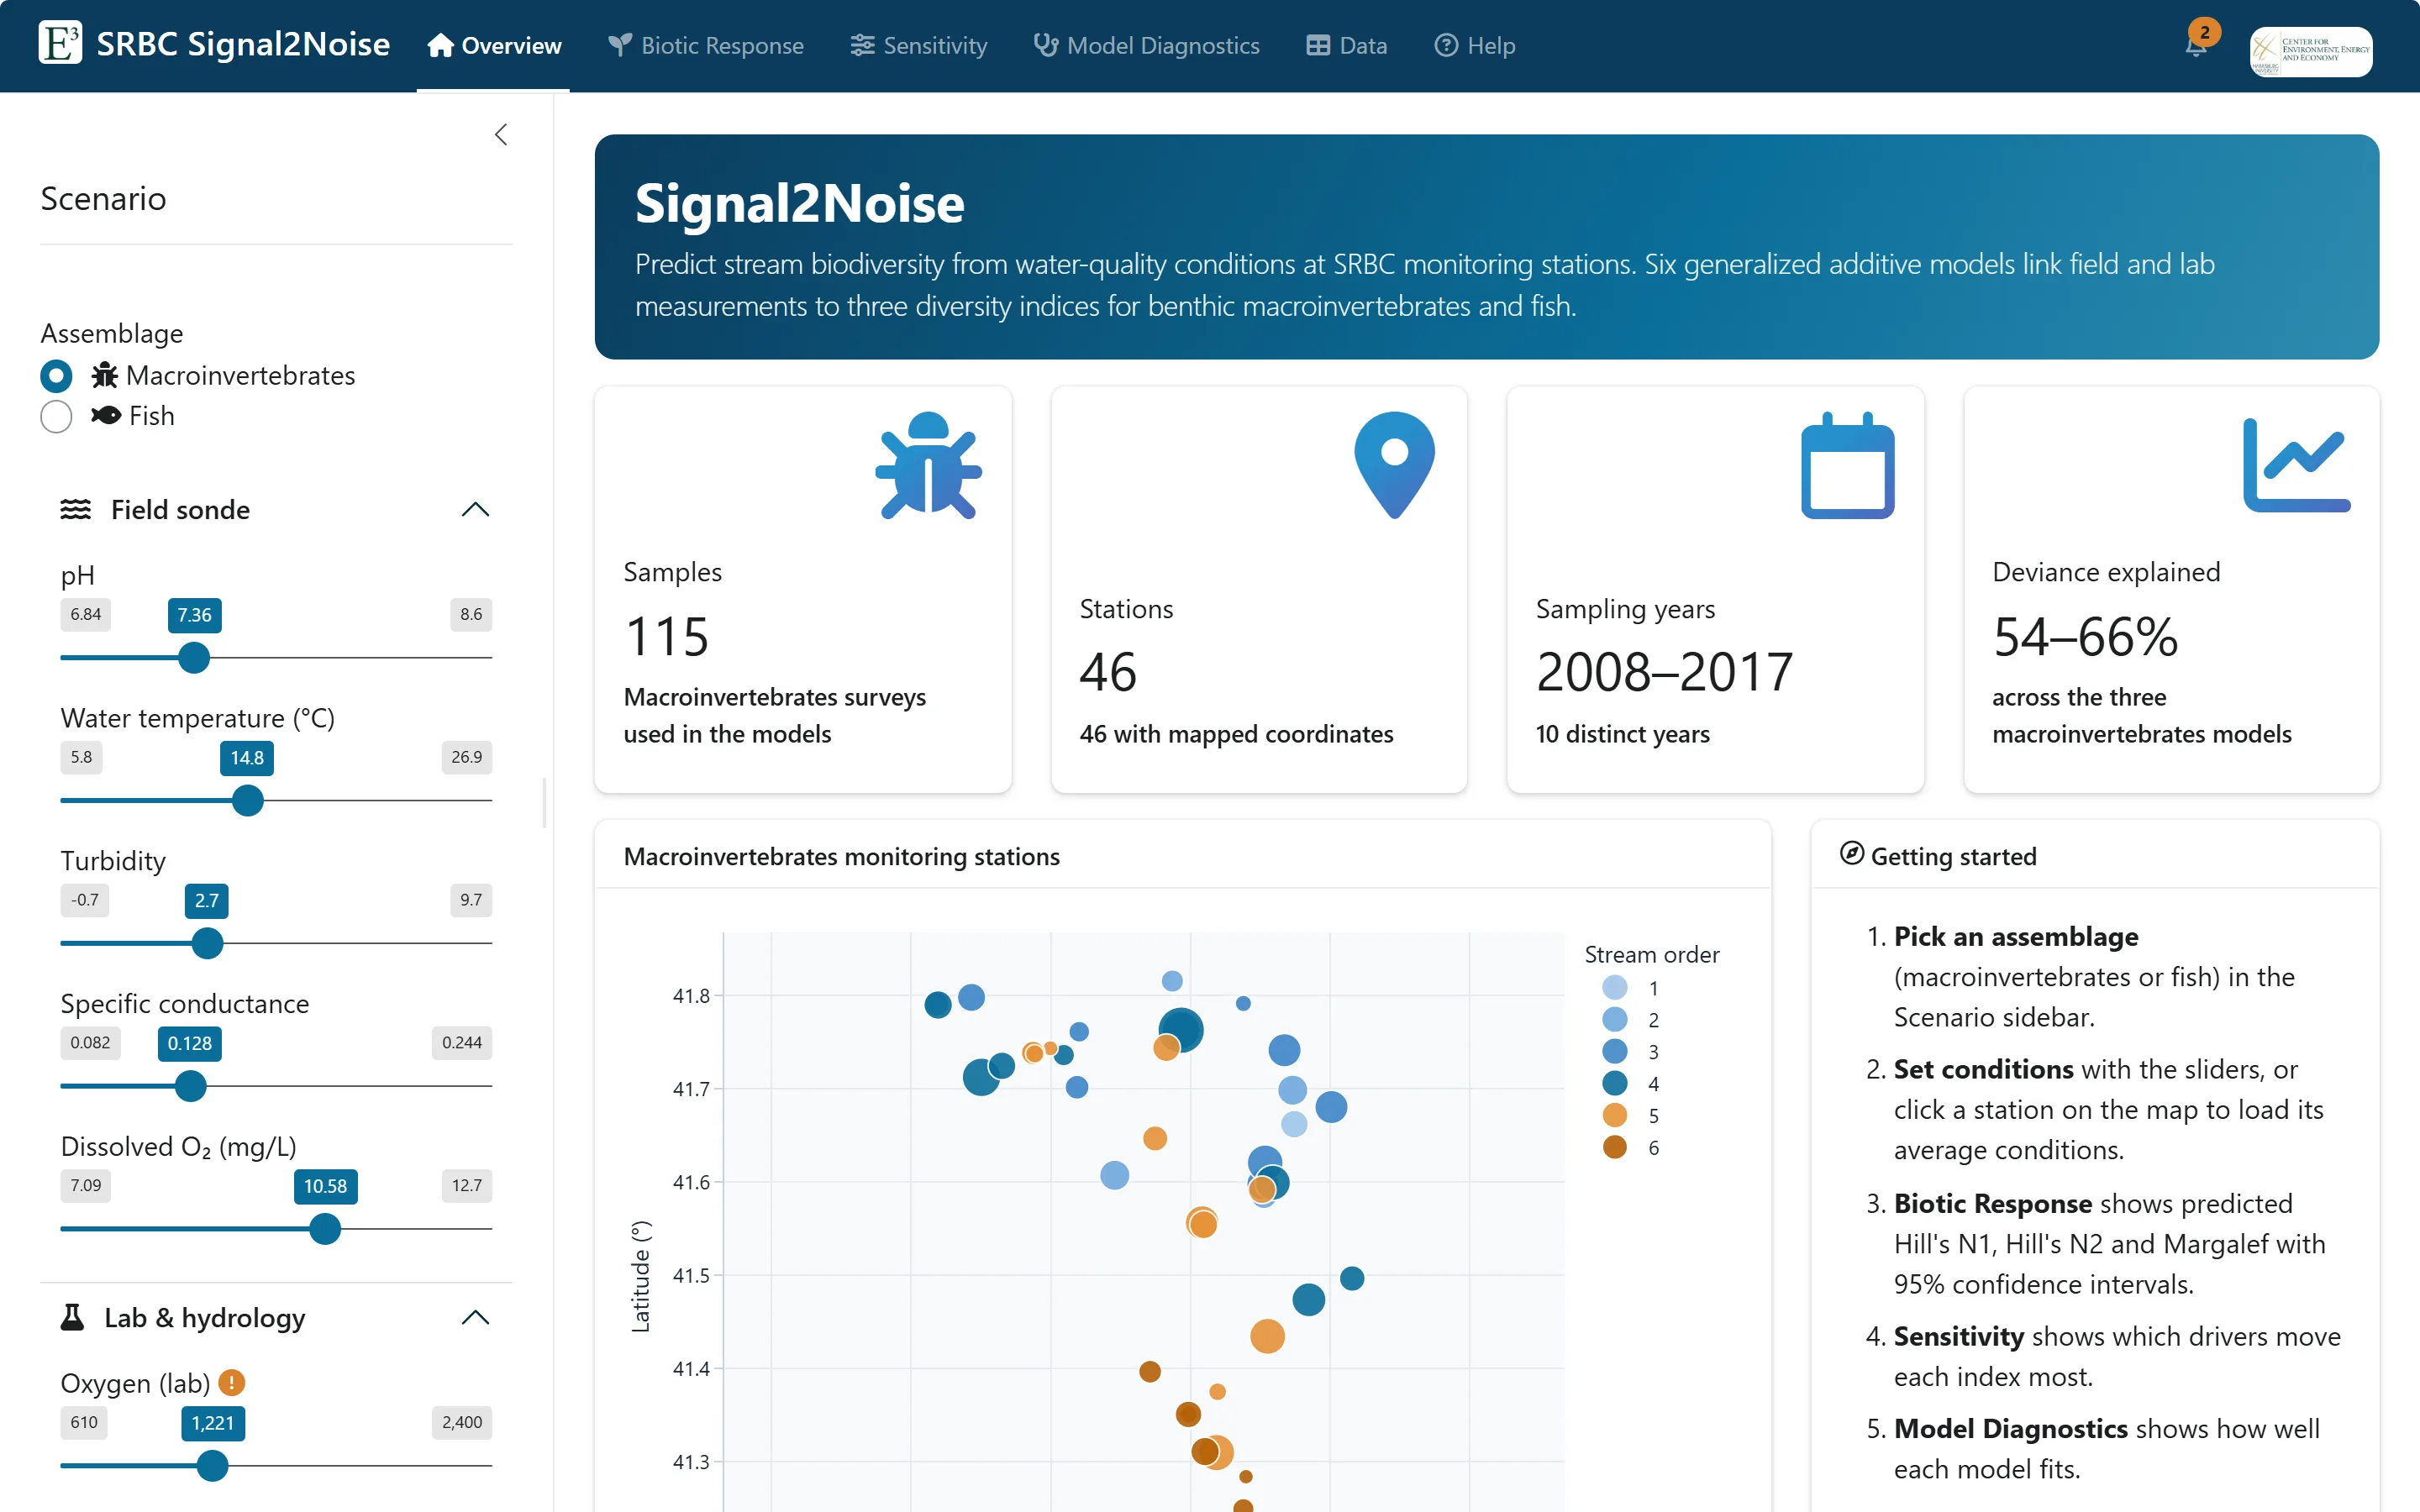 E³ SRBC Signal2Noise Overview Biotic Response Sensitivity Model Diagnostics Data Help 2
CENTER FOR
ENVIRONMENT, ENERGY
AND ECONOMY
Scenario
Assemblage
Macroinvertebrates
Fish
Field sonde
pH
6.84 7.36 8.6
Water temperature (°C)
5.8 14.8 26.9
Turbidity
-0.7 2.7 9.7
Specific conductance
0.082 0.128 0.244
Dissolved O₂ (mg/L)
7.09 10.58 12.7
Lab & hydrology
Oxygen (lab) !
610 1,221 2,400
Signal2Noise
Predict stream biodiversity from water-quality conditions at SRBC monitoring stations. Six generalized additive models link field and lab
measurements to three diversity indices for benthic macroinvertebrates and fish.
Samples
115
Macroinvertebrates surveys
used in the models
Stations
46
46 with mapped coordinates
Sampling years
2008–2017
10 distinct years
Deviance explained
54–66%
across the three
macroinvertebrates models
Macroinvertebrates monitoring stations
Latitude (°)
41.8
41.7
41.6
41.5
41.4
41.3
Stream order
1
2
3
4
5
6
Getting started
1. Pick an assemblage
(macroinvertebrates or fish) in the
Scenario sidebar.
2. Set conditions with the sliders, or
click a station on the map to load its
average conditions.
3. Biotic Response shows predicted
Hill's N1, Hill's N2 and Margalef with
95% confidence intervals.
4. Sensitivity shows which drivers move
each index most.
5. Model Diagnostics shows how well
each model fits.